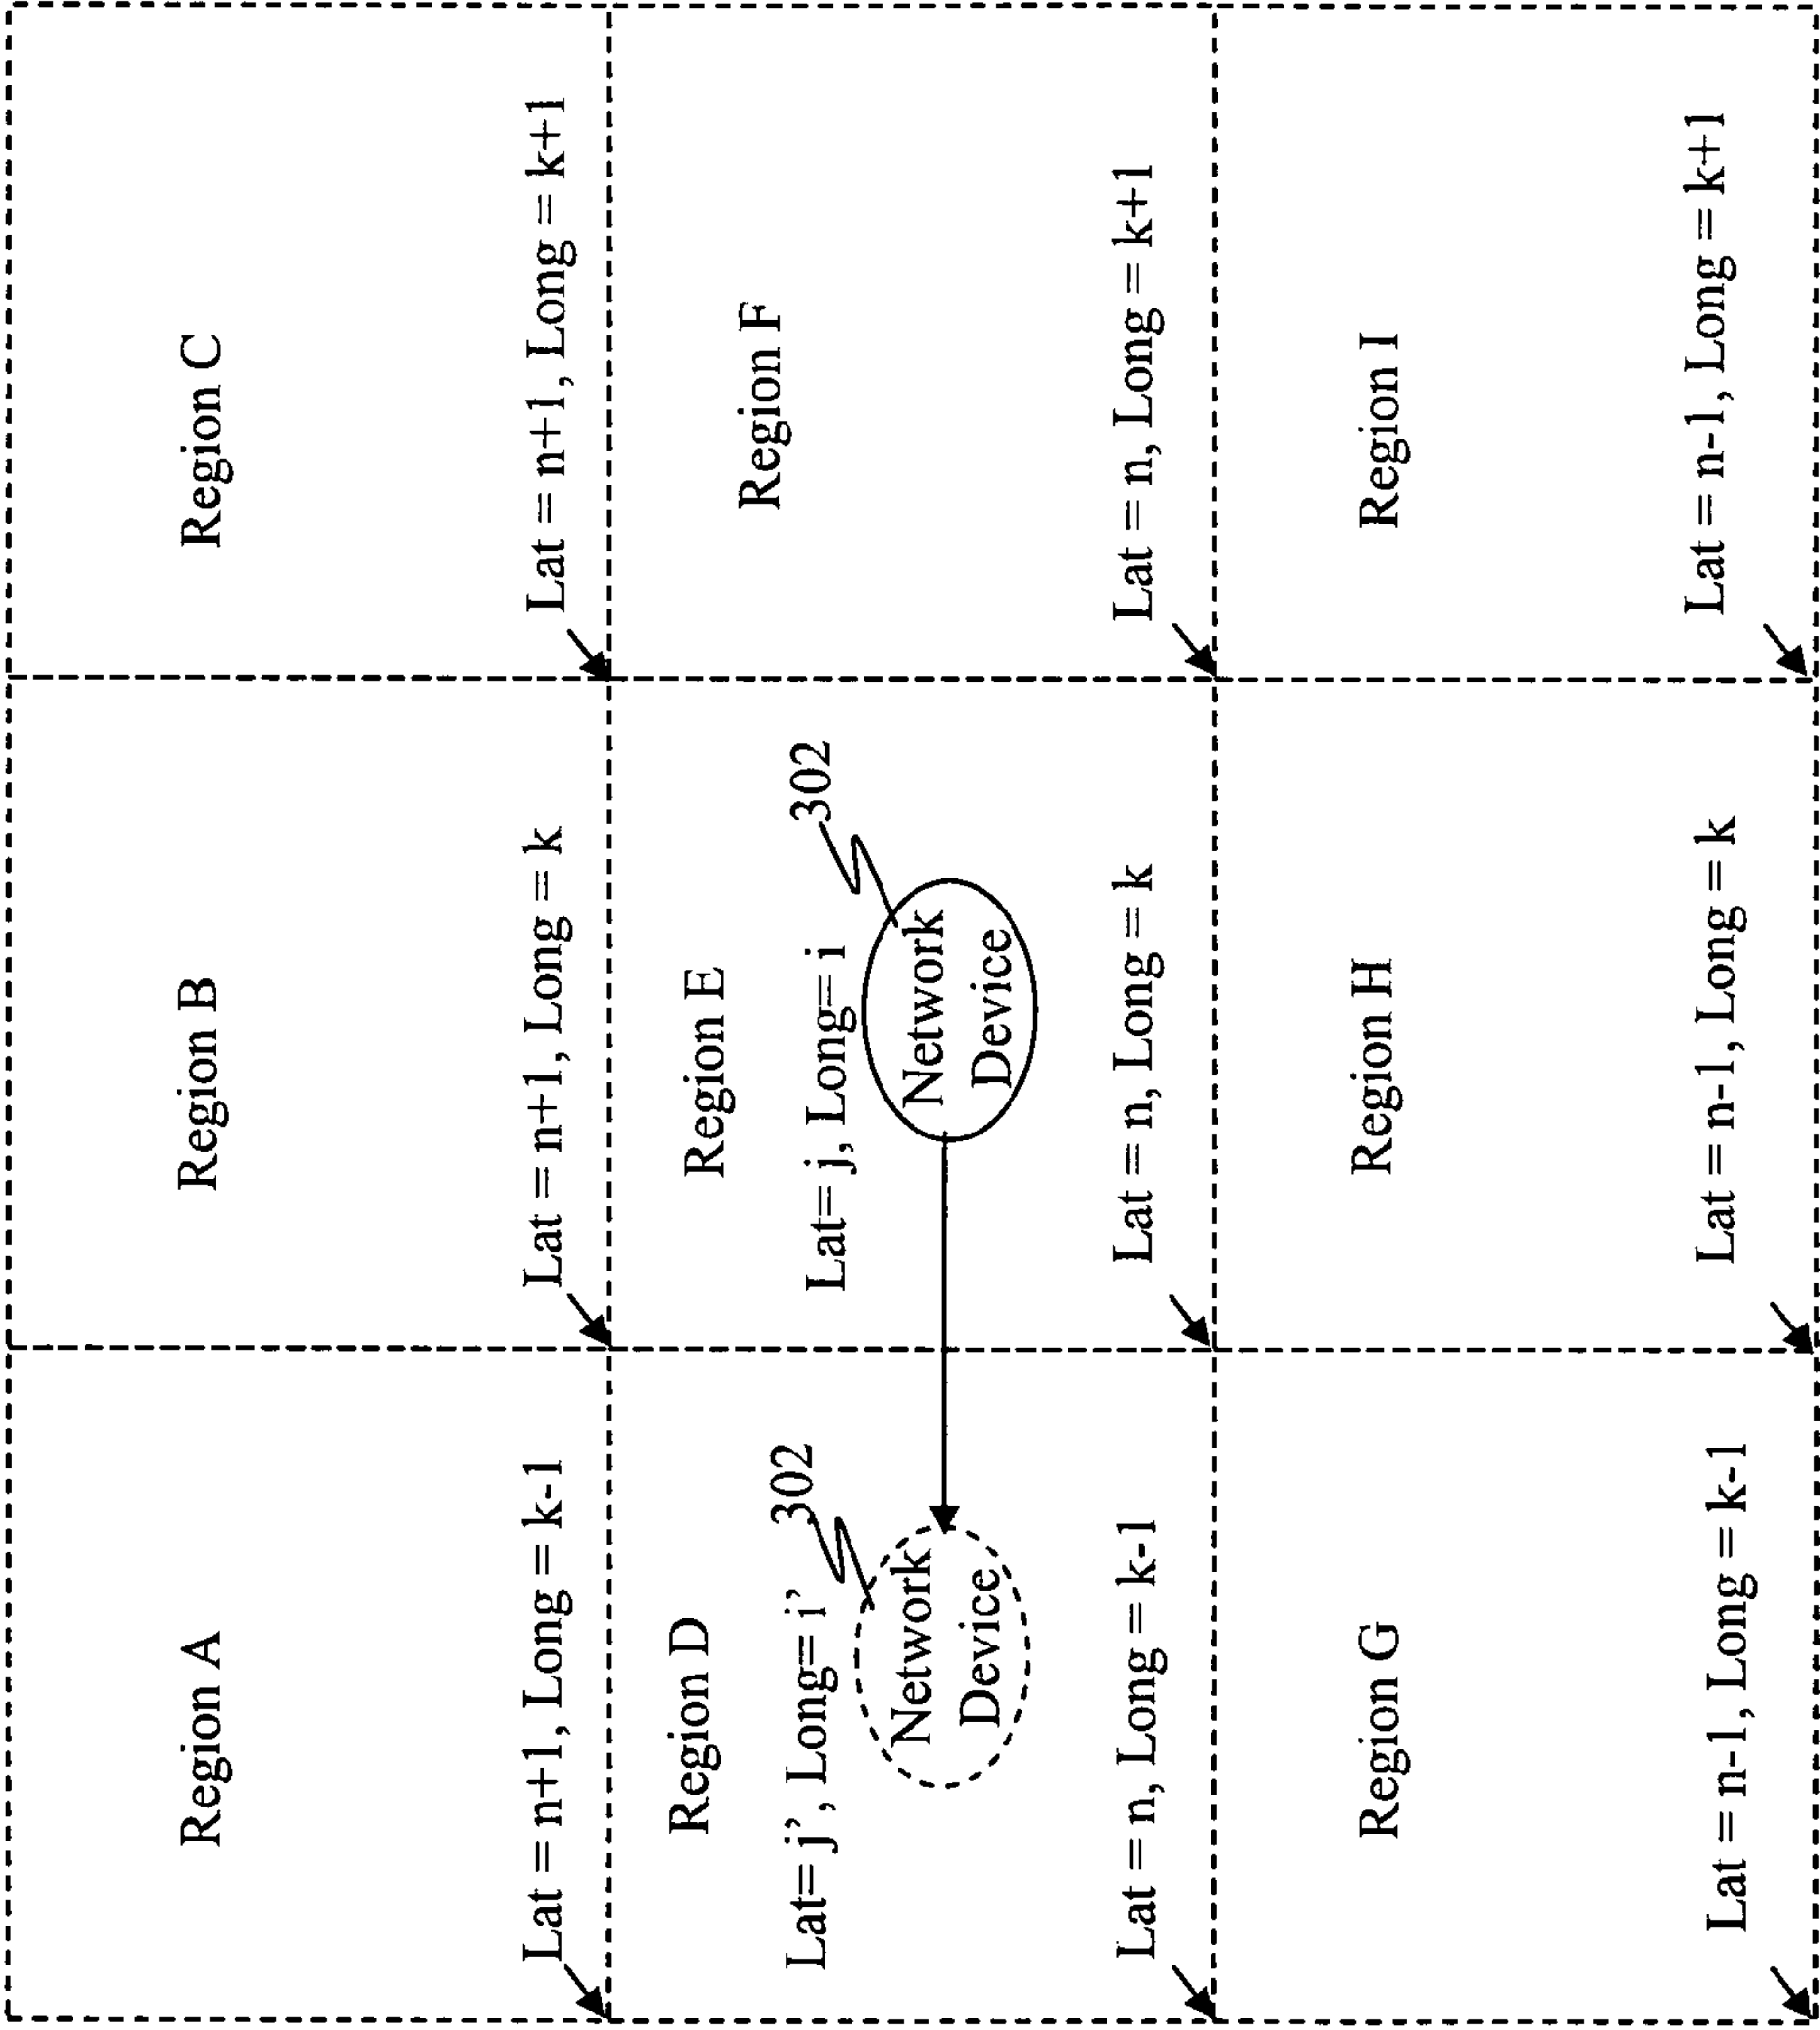 Region A
Lat = n+1, Long = k-1
Region B
Lat = n+1, Long = k
Region C
Lat = n+1, Long = k+1
Region D
Lat= j’, Long= i’
302
Network
Device
Lat = n, Long = k-1
Region E
Lat= j, Long= i
302
Network
Device
Lat = n, Long = k
Region F
Lat = n, Long = k+1
Region G
Lat = n-1, Long = k-1
Region H
Lat = n-1, Long = k
Region I
Lat = n-1, Long = k+1